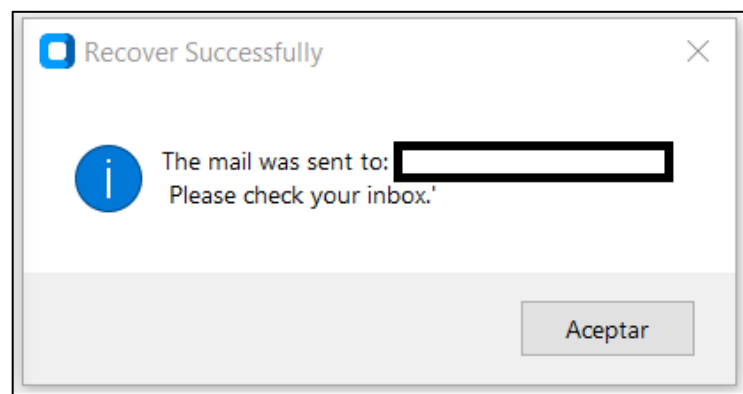 Recover Successfully
The mail was sent to:
Please check your inbox.'
Aceptar